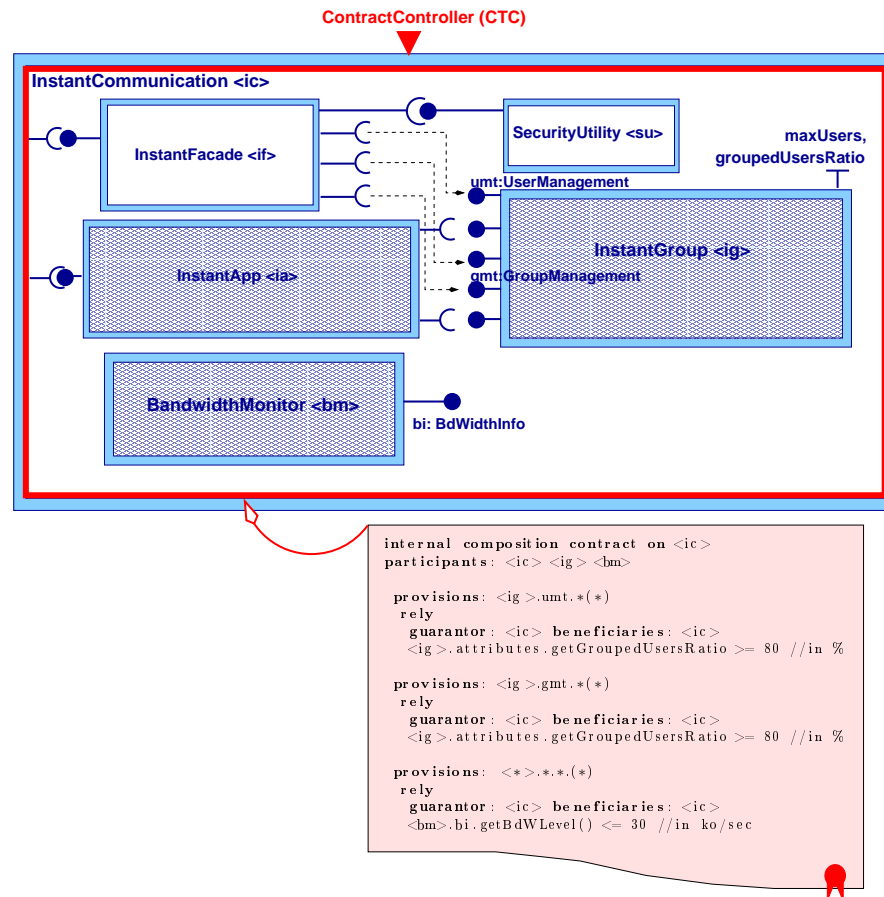 ContractController (CTC)
InstantCommunication <ic>
InstantFacade <if>
SecurityUtility <su>
maxUsers,
groupedUsersRatio
umt:UserManagement
InstantGroup <ig>
InstantApp <ia>
gmt:GroupManagement
BandwidthMonitor <bm>
bi: BdWidthInfo
internal composition contract on <ic>
participants: <ic> <ig> <bm>
provisions: <ig>.umt.*(*)
rely
guarantor: <ic> beneficiaries: <ic>
<ig>.attributes.getGroupedUsersRatio >= 80 //in %
provisions: <ig>.gmt.*(*)
rely
guarantor: <ic> beneficiaries: <ic>
<ig>.attributes.getGroupedUsersRatio >= 80 //in %
provisions: <*>.*.*.(*)
rely
guarantor: <ic> beneficiaries: <ic>
<bm>.bi.getBdWLevel() <= 30 //in ko/sec